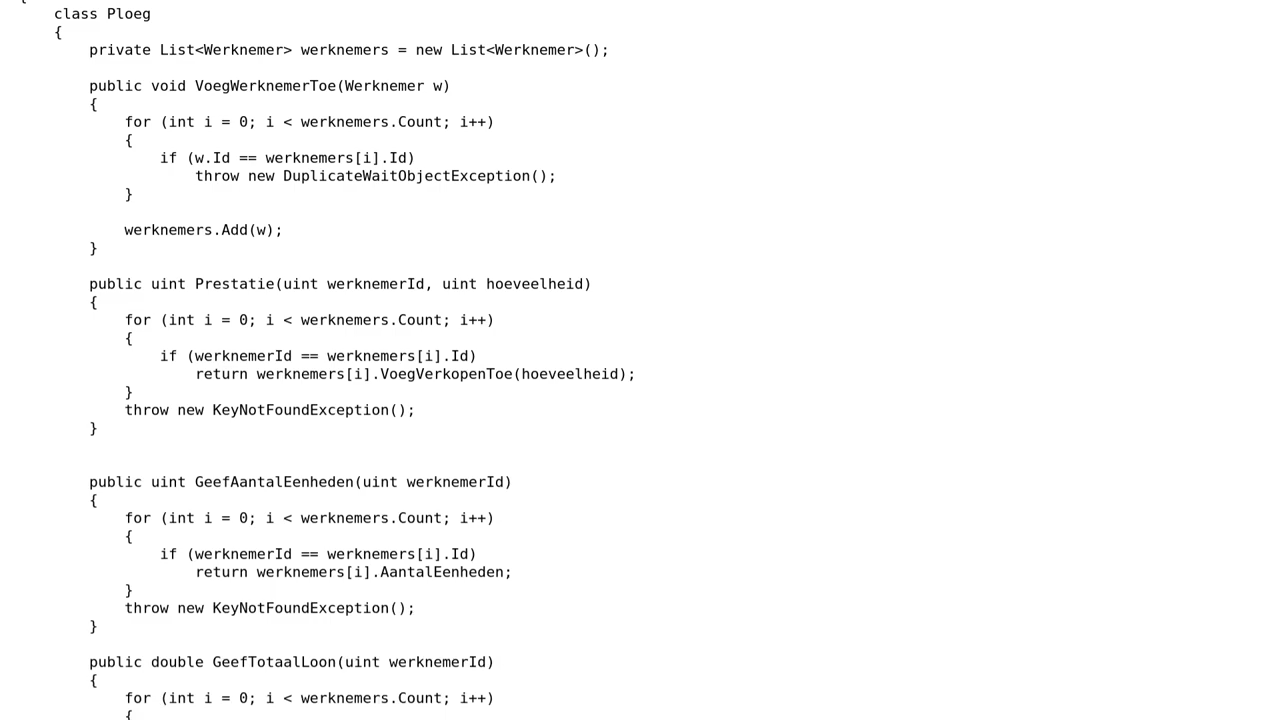 {
class Ploeg
{
private List<Werknemer> werknemers = new List<Werknemer>();
public void VoegWerknemerToe(Werknemer w)
{
for (int i = 0; i < werknemers.Count; i++)
{
if (w.Id == werknemers[i].Id)
throw new DuplicateWaitObjectException();
}
werknemers.Add(w);
}
public uint Prestatie(uint werknemerId, uint hoeveelheid)
{
for (int i = 0; i < werknemers.Count; i++)
{
if (werknemerId == werknemers[i].Id)
return werknemers[i].VoegVerkopenToe(hoeveelheid);
}
throw new KeyNotFoundException();
}
public uint GeefAantalEenheden(uint werknemerId)
{
for (int i = 0; i < werknemers.Count; i++)
{
if (werknemerId == werknemers[i].Id)
return werknemers[i].AantalEenheden;
}
throw new KeyNotFoundException();
}
public double GeefTotaalLoon(uint werknemerId)
{
for (int i = 0; i < werknemers.Count; i++)
{